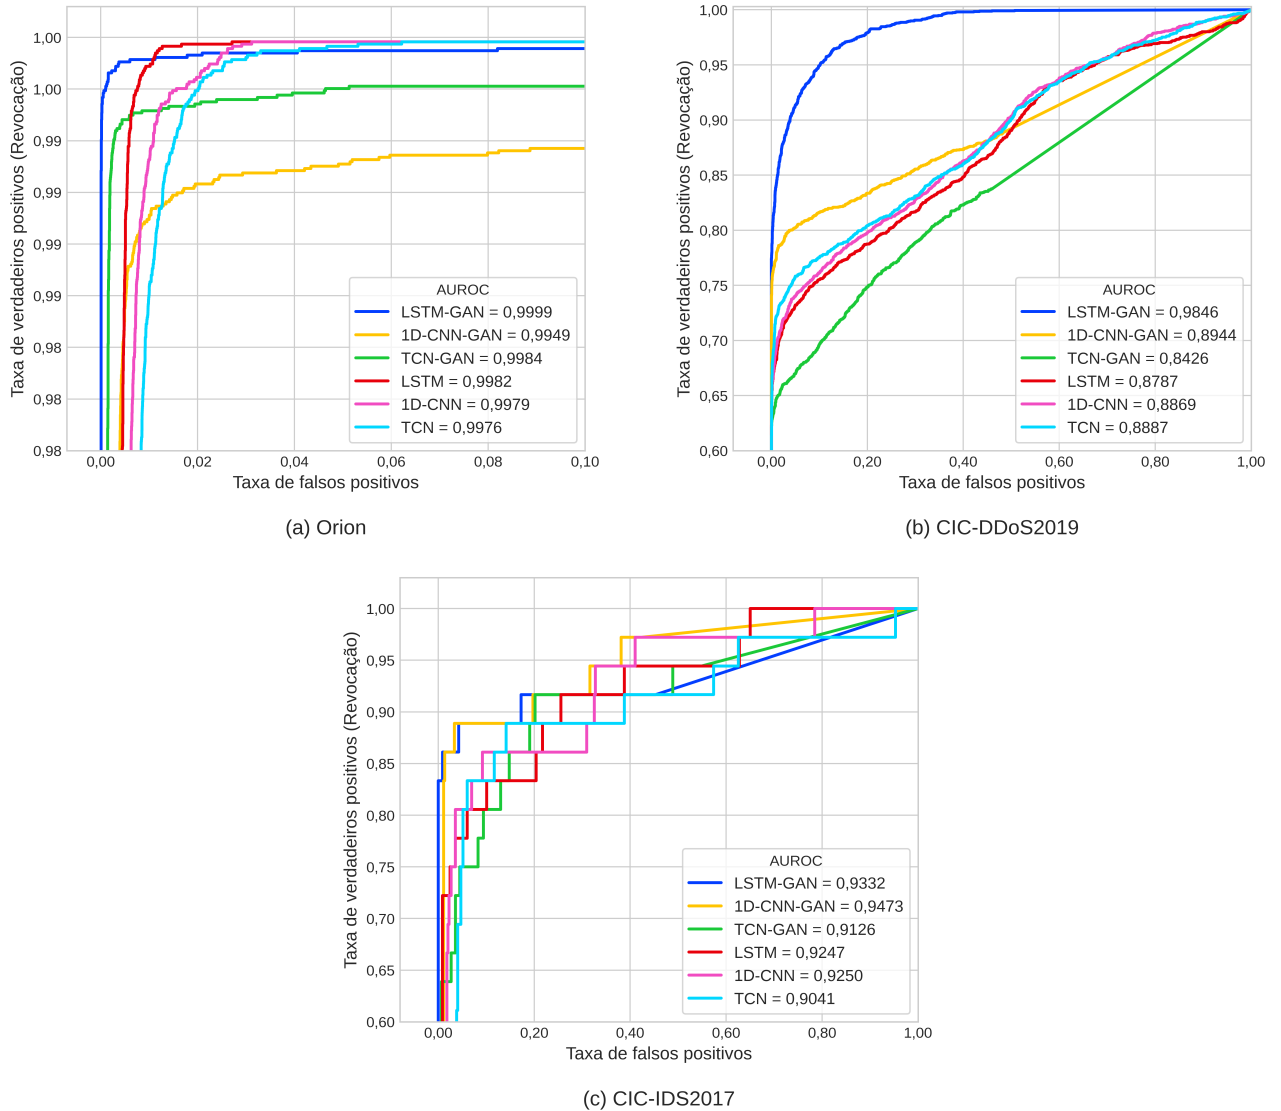 1,00
1,00
0,99
0,99
0,99
0,99
0,98
0,98
0,98
Taxa de verdadeiros positivos (Revocação)
0,00 0,02 0,04 0,06 0,08 0,10
Taxa de falsos positivos
AUROC
LSTM-GAN = 0,9999
1D-CNN-GAN = 0,9949
TCN-GAN = 0,9984
LSTM = 0,9982
1D-CNN = 0,9979
TCN = 0,9976
(a) Orion
1,00
0,95
0,90
0,85
0,80
0,75
0,70
0,65
0,60
Taxa de verdadeiros positivos (Revocação)
0,00 0,20 0,40 0,60 0,80 1,00
Taxa de falsos positivos
AUROC
LSTM-GAN = 0,9846
1D-CNN-GAN = 0,8944
TCN-GAN = 0,8426
LSTM = 0,8787
1D-CNN = 0,8869
TCN = 0,8887
(b) CIC-DDoS2019
1,00
0,95
0,90
0,85
0,80
0,75
0,70
0,65
0,60
Taxa de verdadeiros positivos (Revocação)
0,00 0,20 0,40 0,60 0,80 1,00
Taxa de falsos positivos
AUROC
LSTM-GAN = 0,9332
1D-CNN-GAN = 0,9473
TCN-GAN = 0,9126
LSTM = 0,9247
1D-CNN = 0,9250
TCN = 0,9041
(c) CIC-IDS2017